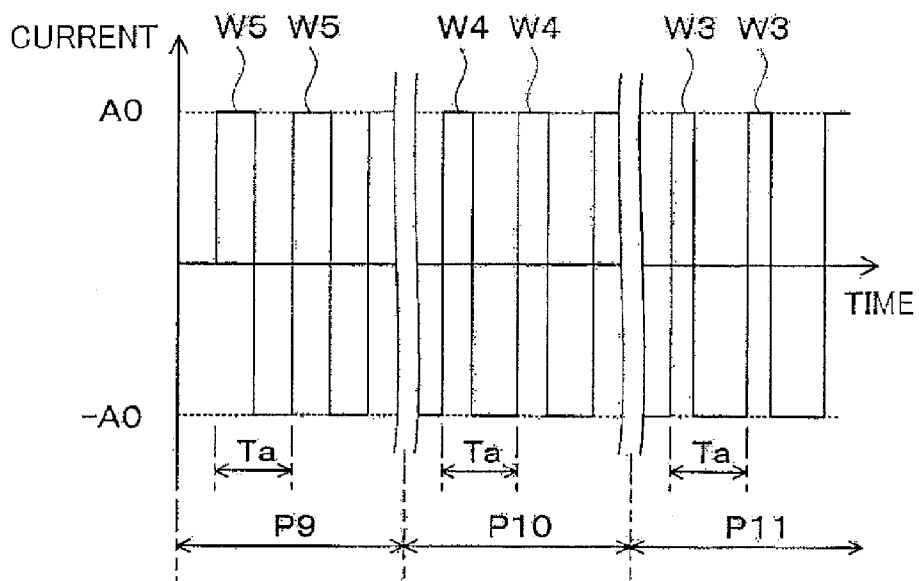 W5 W5 W4 W4 W3 W3
CURRENT
A0
TIME
-A0
Ta Ta Ta
P9 P10 P11